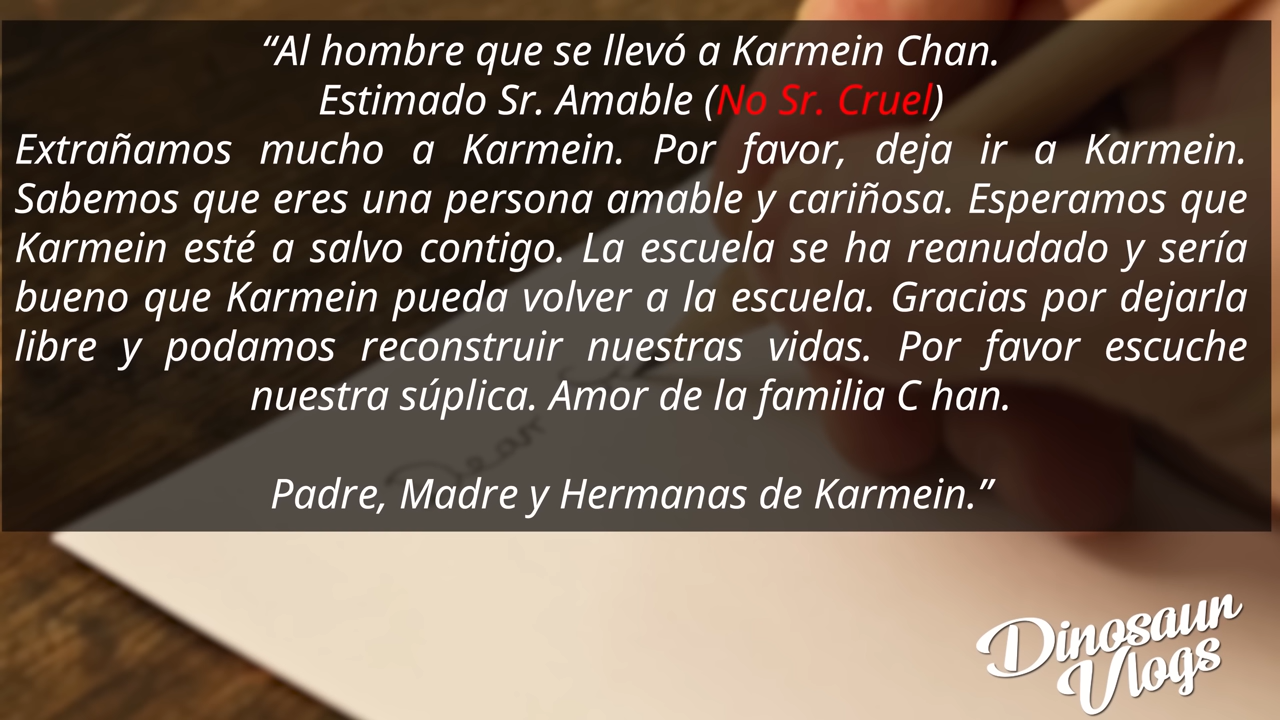 “Al hombre que se llevó a Karmein Chan.
Estimado Sr. Amable (No Sr. Cruel)
Extrañamos mucho a Karmein. Por favor, deja ir a Karmein.
Sabemos que eres una persona amable y cariñosa. Esperamos que
Karmein esté a salvo contigo. La escuela se ha reanudado y sería
bueno que Karmein pueda volver a la escuela. Gracias por dejarla
libre y podamos reconstruir nuestras vidas. Por favor escuche
nuestra súplica. Amor de la familia C han.
Padre, Madre y Hermanas de Karmein.”
Dinosaun
Vlogs